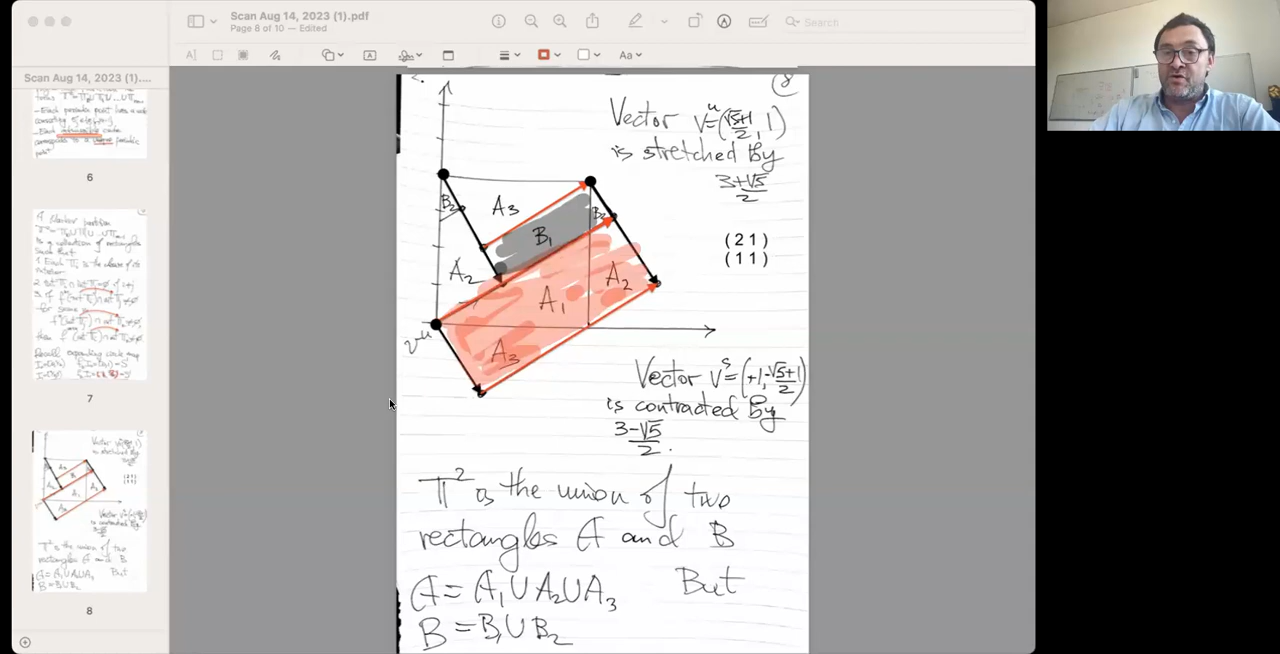 Scan Aug 14, 2023 (1).pdf
Page 8 of 10 — Edited
Search
Scan Aug 14, 2023 (1)....
6
7
8
8
Vector v^u=(√5+1/2, 1)
is stretched By
3+√5/2
(2 1)
(1 1)
B2
A3
B1
B2
A2
A1
A2
A3
v^u
Vector v^s=(+1,-√5+1/2)
is contracted By
3-√5/2.
T² is the union of two
rectangles A and B
A = A1 U A2 U A3 But
B = B1 U B2